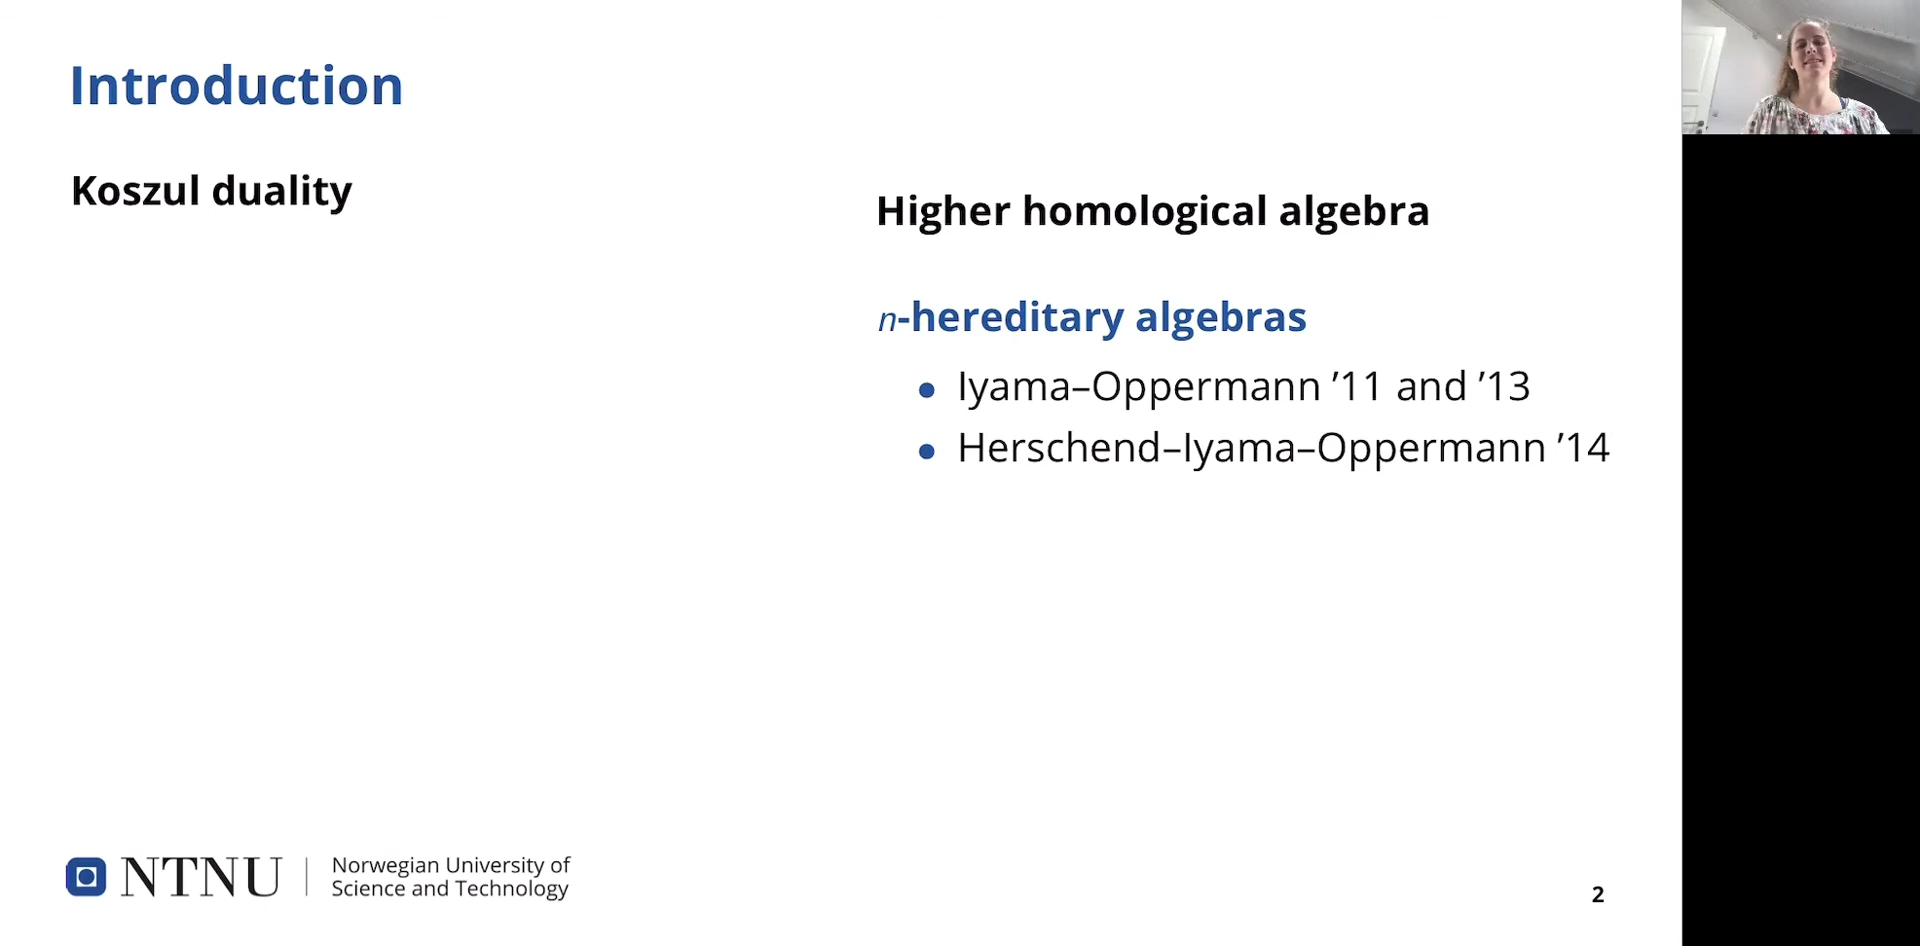 Introduction
Koszul duality
Higher homological algebra
n-hereditary algebras
• Iyama–Oppermann ’11 and ’13
• Herschend–Iyama–Oppermann ’14
NTNU
Norwegian University of
Science and Technology
2